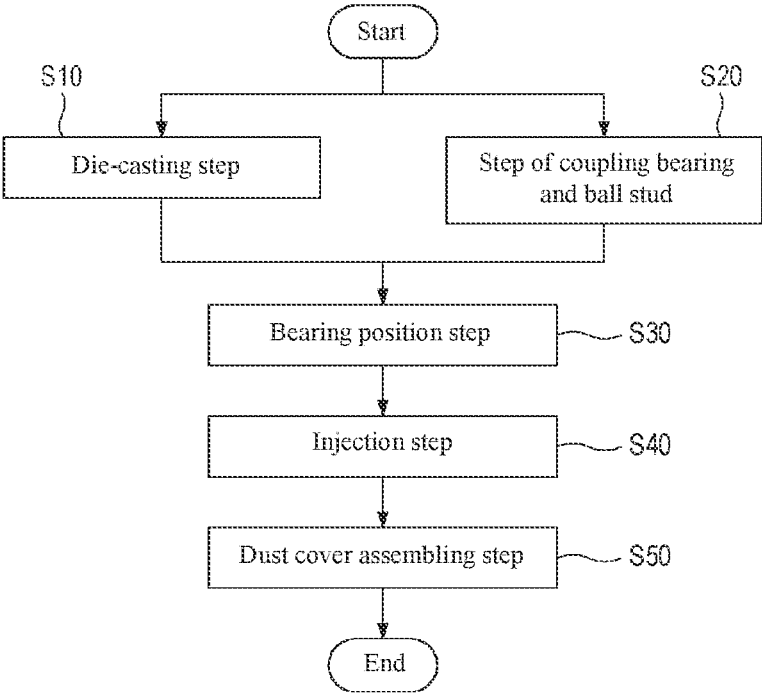 Start
S10
S20
Die-casting step
Step of coupling bearing
and ball stud
Bearing position step
S30
Injection step
S40
Dust cover assembling step
S50
End